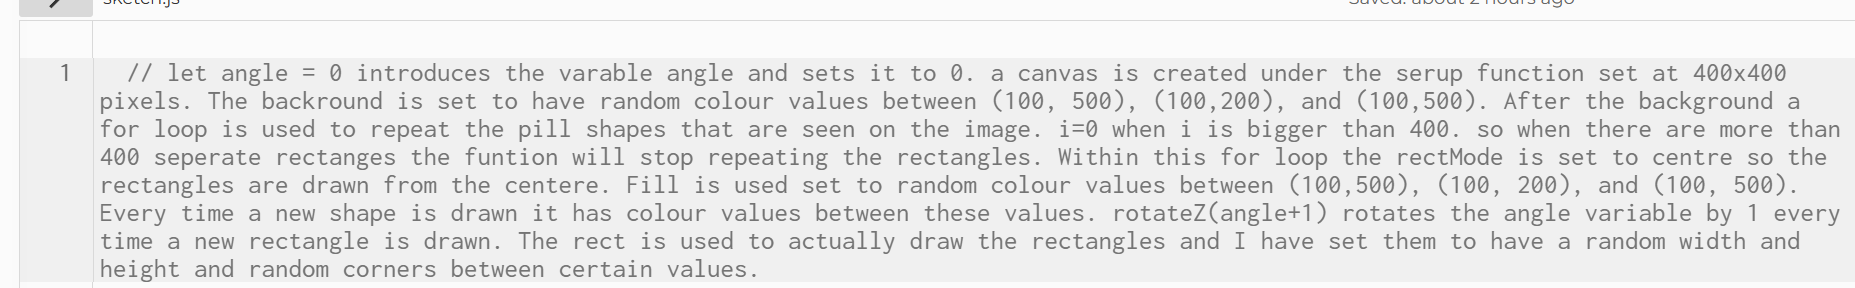 sketch.js Saved: about 2 hours ago
1 // let angle = 0 introduces the varable angle and sets it to 0. a canvas is created under the serup function set at 400x400
pixels. The backround is set to have random colour values between (100, 500), (100,200), and (100,500). After the background a
for loop is used to repeat the pill shapes that are seen on the image. i=0 when i is bigger than 400. so when there are more than
400 seperate rectanges the funtion will stop repeating the rectangles. Within this for loop the rectMode is set to centre so the
rectangles are drawn from the centere. Fill is used set to random colour values between (100,500), (100, 200), and (100, 500).
Every time a new shape is drawn it has colour values between these values. rotateZ(angle+1) rotates the angle variable by 1 every
time a new rectangle is drawn. The rect is used to actually draw the rectangles and I have set them to have a random width and
height and random corners between certain values.